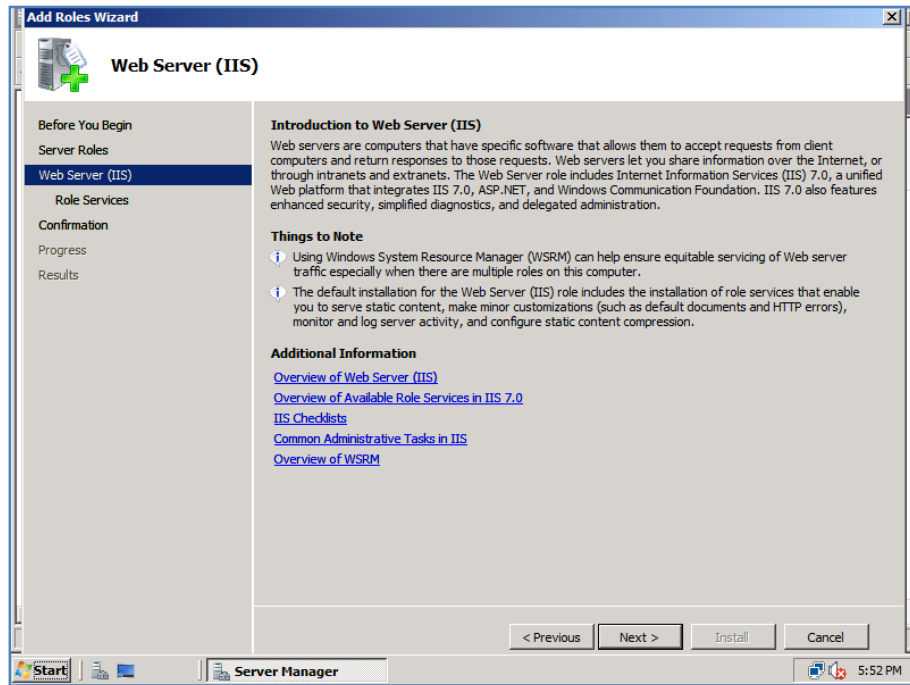 Add Roles Wizard
Web Server (IIS)
Before You Begin
Server Roles
Web Server (IIS)
Role Services
Confirmation
Progress
Results
Introduction to Web Server (IIS)
Web servers are computers that have specific software that allows them to accept requests from client
computers and return responses to those requests. Web servers let you share information over the Internet, or
through intranets and extranets. The Web Server role includes Internet Information Services (IIS) 7.0, a unified
Web platform that integrates IIS 7.0, ASP.NET, and Windows Communication Foundation. IIS 7.0 also features
enhanced security, simplified diagnostics, and delegated administration.
Things to Note
Using Windows System Resource Manager (WSRM) can help ensure equitable servicing of Web server
traffic especially when there are multiple roles on this computer.
The default installation for the Web Server (IIS) role includes the installation of role services that enable
you to serve static content, make minor customizations (such as default documents and HTTP errors),
monitor and log server activity, and configure static content compression.
Additional Information
Overview of Web Server (IIS)
Overview of Available Role Services in IIS 7.0
IIS Checklists
Common Administrative Tasks in IIS
Overview of WSRM
< Previous Next > Install Cancel
Start Server Manager 5:52 PM